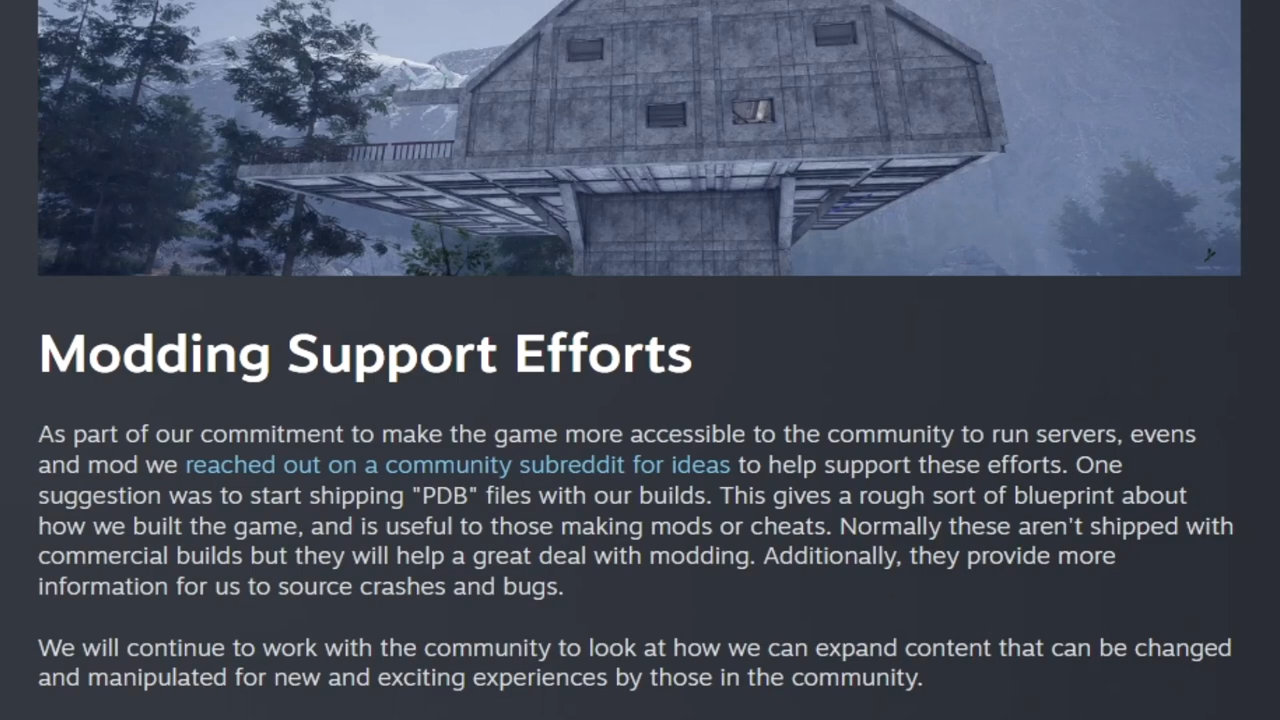 Modding Support Efforts
As part of our commitment to make the game more accessible to the community to run servers, evens
and mod we reached out on a community subreddit for ideas to help support these efforts. One
suggestion was to start shipping "PDB" files with our builds. This gives a rough sort of blueprint about
how we built the game, and is useful to those making mods or cheats. Normally these aren't shipped with
commercial builds but they will help a great deal with modding. Additionally, they provide more
information for us to source crashes and bugs.
We will continue to work with the community to look at how we can expand content that can be changed
and manipulated for new and exciting experiences by those in the community.